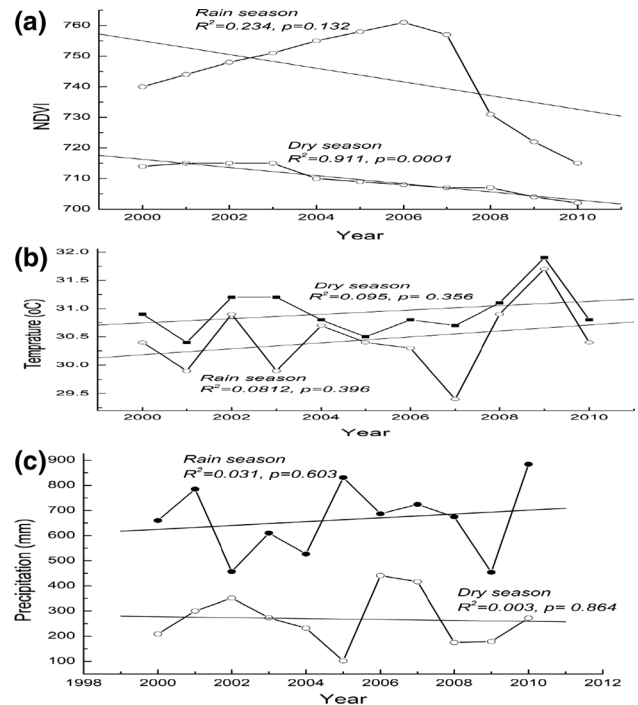 (a)
Rain season
R²=0.234, p=0.132
760
750
740
730
720
710
700
NDVI
Dry season
R²=0.911, p=0.0001
2000 2002 2004 2006 2008 2010
Year
(b)
32.0
31.5
31.0
30.5
30.0
29.5
Temprature (oC)
Dry season
R²=0.095, p= 0.356
Rain season
R²=0.0812, p=0.396
2000 2002 2004 2006 2008 2010
Year
(c)
900
800
700
600
500
400
300
200
100
Precipitation (mm)
Rain season
R²=0.031, p=0.603
Dry season
R²=0.003, p= 0.864
1998 2000 2002 2004 2006 2008 2010 2012
Year